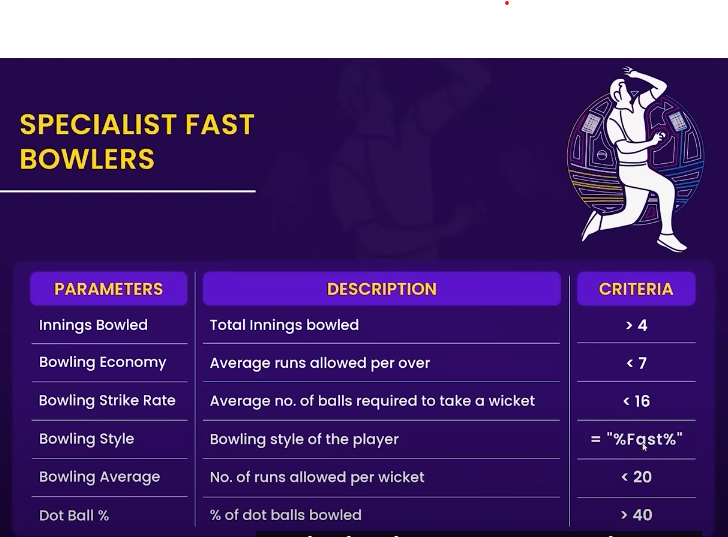 SPECIALIST FAST
BOWLERS
PARAMETERS DESCRIPTION CRITERIA
Innings Bowled Total Innings bowled > 4
Bowling Economy Average runs allowed per over < 7
Bowling Strike Rate Average no. of balls required to take a wicket < 16
Bowling Style Bowling style of the player = "%Fast%"
Bowling Average No. of runs allowed per wicket < 20
Dot Ball % % of dot balls bowled > 40